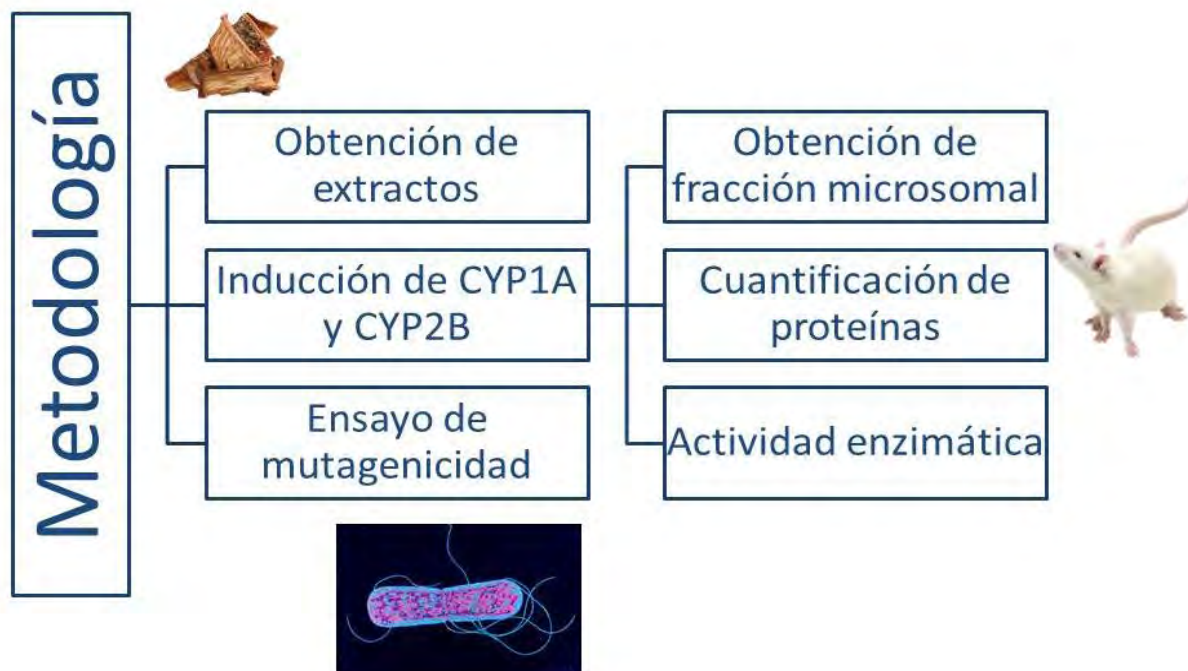 Metodología
Obtención de
extractos
Inducción de CYP1A
y CYP2B
Ensayo de
mutagenicidad
Obtención de
fracción microsomal
Cuantificación de
proteínas
Actividad enzimática